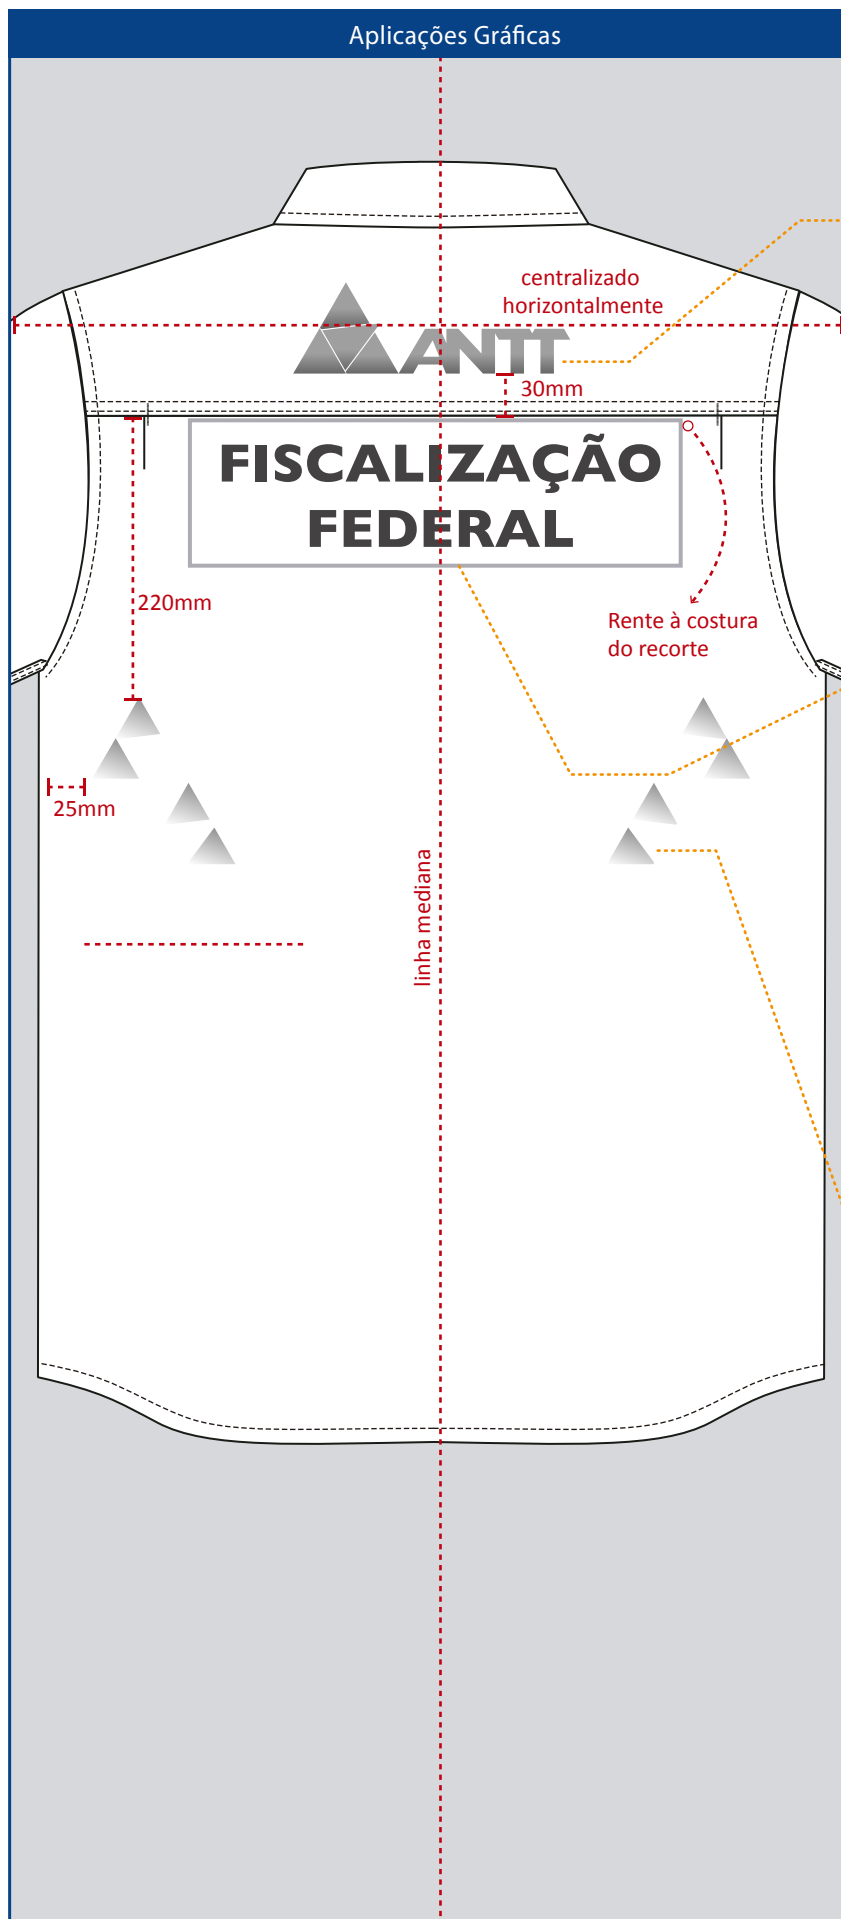 Aplicações Gráficas
centralizado
horizontalmente
ANTT
30mm
FISCALIZAÇÃO
FEDERAL
220mm
Rente à costura
do recorte
25mm
linha mediana